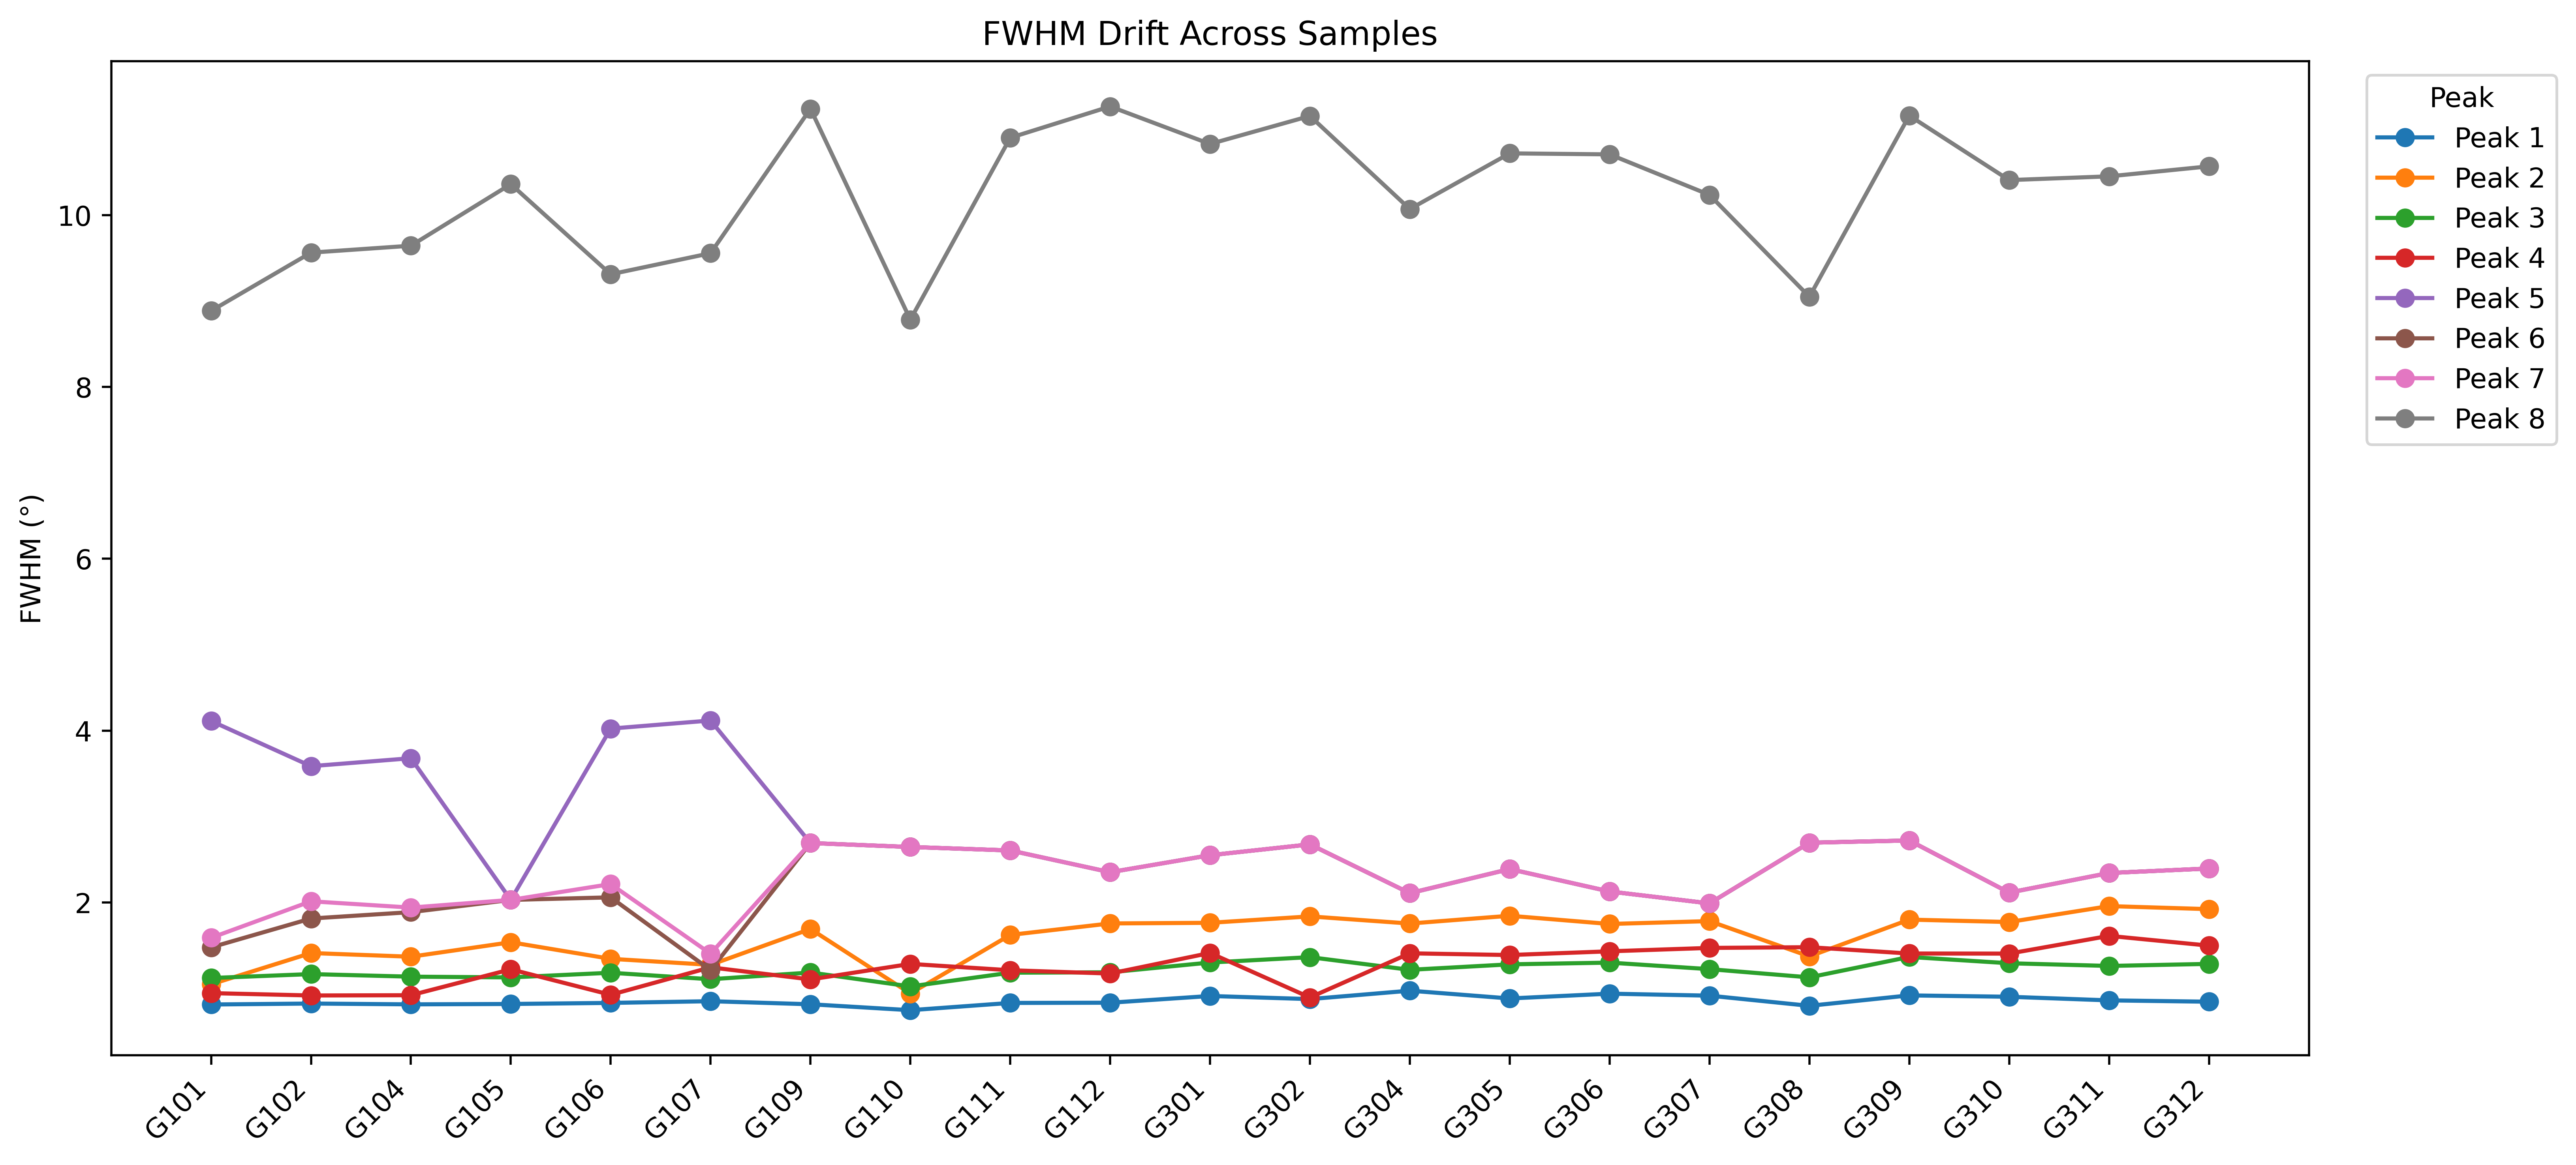 FWHM Drift Across Samples
FWHM (°)
10
8
6
4
2
G101
G102
G104
G105
G106
G107
G109
G110
G111
G112
G301
G302
G304
G305
G306
G307
G308
G309
G310
G311
G312
Peak
Peak 1
Peak 2
Peak 3
Peak 4
Peak 5
Peak 6
Peak 7
Peak 8